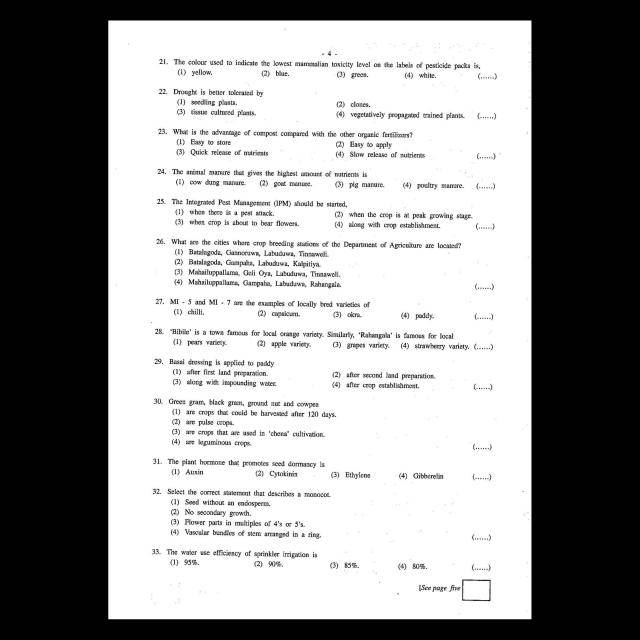 - 4 -
21. The colour used to indicate the lowest mammalian toxicity level on the labels of pesticide packs is,
(1) yellow. (2) blue. (3) green. (4) white. (......)
22. Drought is better tolerated by
(1) seedling plants. (2) clones.
(3) tissue cultured plants. (4) vegetatively propagated trained plants. (......)
23. What is the advantage of compost compared with the other organic fertilizers?
(1) Easy to store (2) Easy to apply
(3) Quick release of nutrients (4) Slow release of nutrients (......)
24. The animal manure that gives the highest amount of nutrients is
(1) cow dung manure. (2) goat manure. (3) pig manure. (4) poultry manure. (......)
25. The Integrated Pest Management (IPM) should be started,
(1) when there is a pest attack. (2) when the crop is at peak growing stage.
(3) when crop is about to bear flowers. (4) along with crop establishment. (......)
26. What are the cities where crop breeding stations of the Department of Agriculture are located?
(1) Batalagoda, Gannoruwa, Labuduwa, Tinnaweli.
(2) Batalagoda, Gampaha, Labuduwa, Kalpitiya.
(3) Mahailuppallama, Geli Oya, Labuduwa, Tinnaweli.
(4) Mahailuppallama, Gampaha, Labuduwa, Rahangala. (......)
27. MI - 5 and MI - 7 are the examples of locally bred varieties of
(1) chilli. (2) capsicum. (3) okra. (4) paddy. (......)
28. 'Bibile' is a town famous for local orange variety. Similarly, 'Rahangala' is famous for local
(1) pears variety. (2) apple variety. (3) grapes variety. (4) strawberry variety. (......)
29. Basal dressing is applied to paddy
(1) after first land preparation. (2) after second land preparation.
(3) along with impounding water. (4) after crop establishment. (......)
30. Green gram, black gram, ground nut and cowpea
(1) are crops that could be harvested after 120 days.
(2) are pulse crops.
(3) are crops that are used in 'chena' cultivation.
(4) are leguminous crops. (......)
31. The plant hormone that promotes seed dormancy is
(1) Auxin (2) Cytokinin (3) Ethylene (4) Gibberelin (......)
32. Select the correct statement that describes a monocot.
(1) Seed without an endosperm.
(2) No secondary growth.
(3) Flower parts in multiples of 4's or 5's.
(4) Vascular bundles of stem arranged in a ring. (......)
33. The water use efficiency of sprinkler irrigation is
(1) 95%. (2) 90%. (3) 85%. (4) 80%. (......)
[See page five